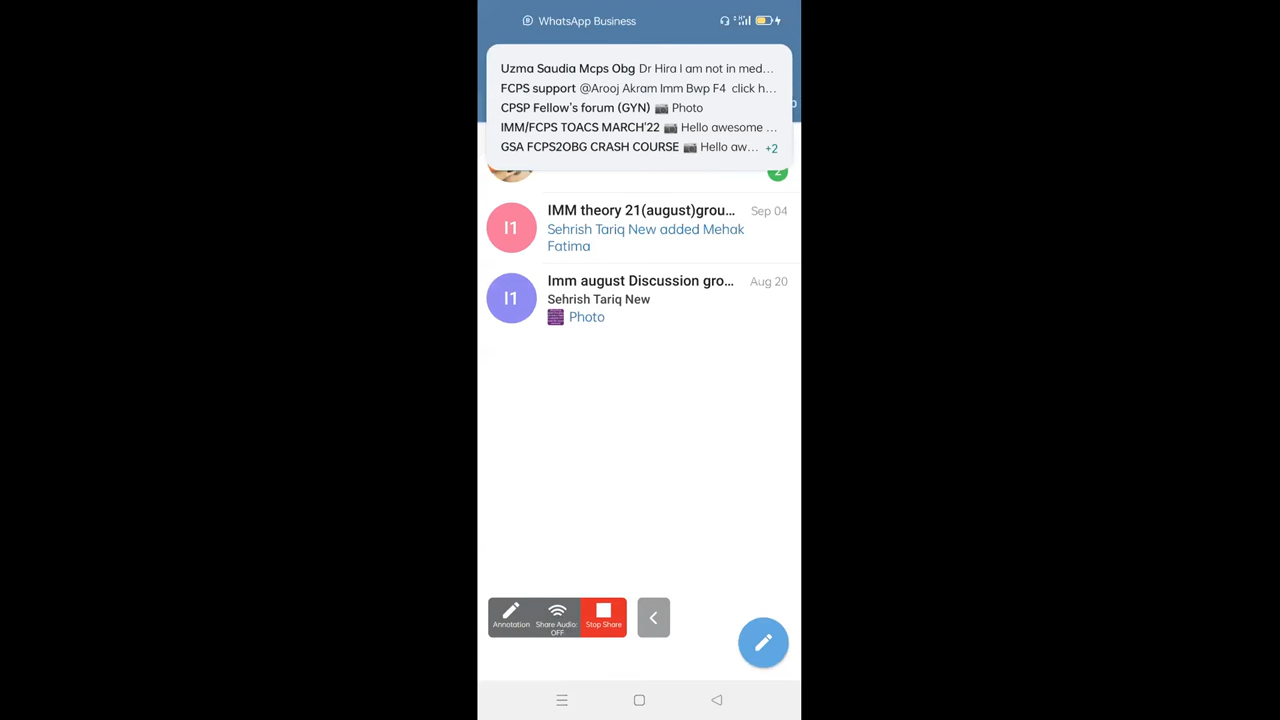 WhatsApp Business
Uzma Saudia Mcps Obg Dr Hira I am not in med...
FCPS support @Arooj Akram Imm Bwp F4 click h...
CPSP Fellow's forum (GYN) 📷 Photo
IMM/FCPS TOACS MARCH'22 📷 Hello awesome ...
GSA FCPS2OBG CRASH COURSE 📷 Hello aw... +2
2
I1
IMM theory 21(august)grou... Sep 04
Sehrish Tariq New added Mehak
Fatima
I1
Imm august Discussion gro... Aug 20
Sehrish Tariq New
Photo
Annotation
Share Audio:
OFF
Stop Share